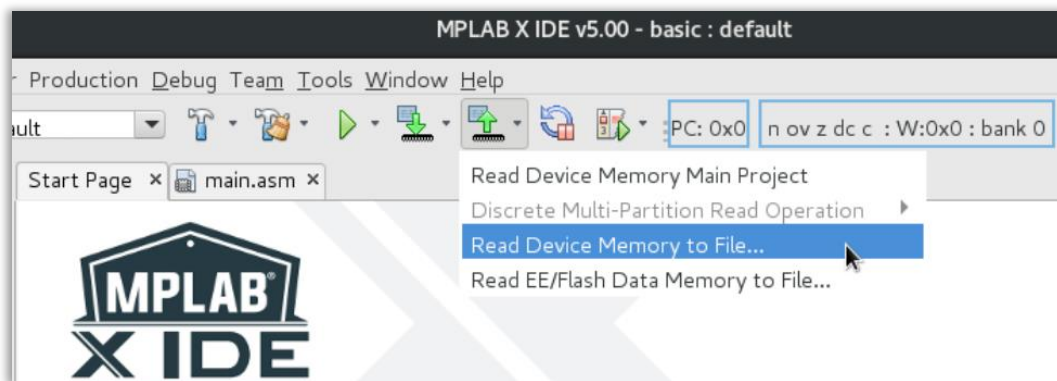 MPLAB X IDE v5.00 - basic : default
Production Debug Team Tools Window Help
PC: 0x0 n ov z dc c : W:0x0 : bank 0
Start Page × main.asm ×
Read Device Memory Main Project
Discrete Multi-Partition Read Operation
Read Device Memory to File...
Read EE/Flash Data Memory to File...
MPLAB®
X IDE